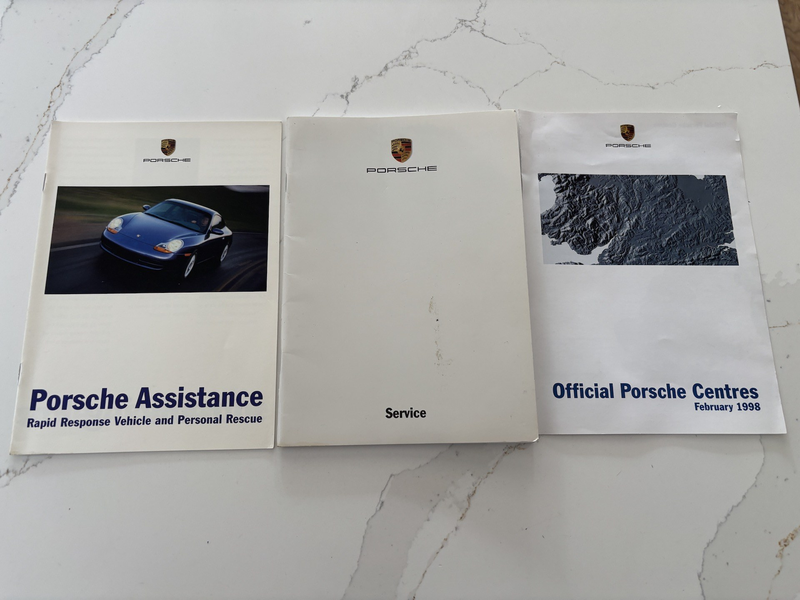 PORSCHE
Porsche Assistance
Rapid Response Vehicle and Personal Rescue
PORSCHE
Service
PORSCHE
Official Porsche Centres
February 1998